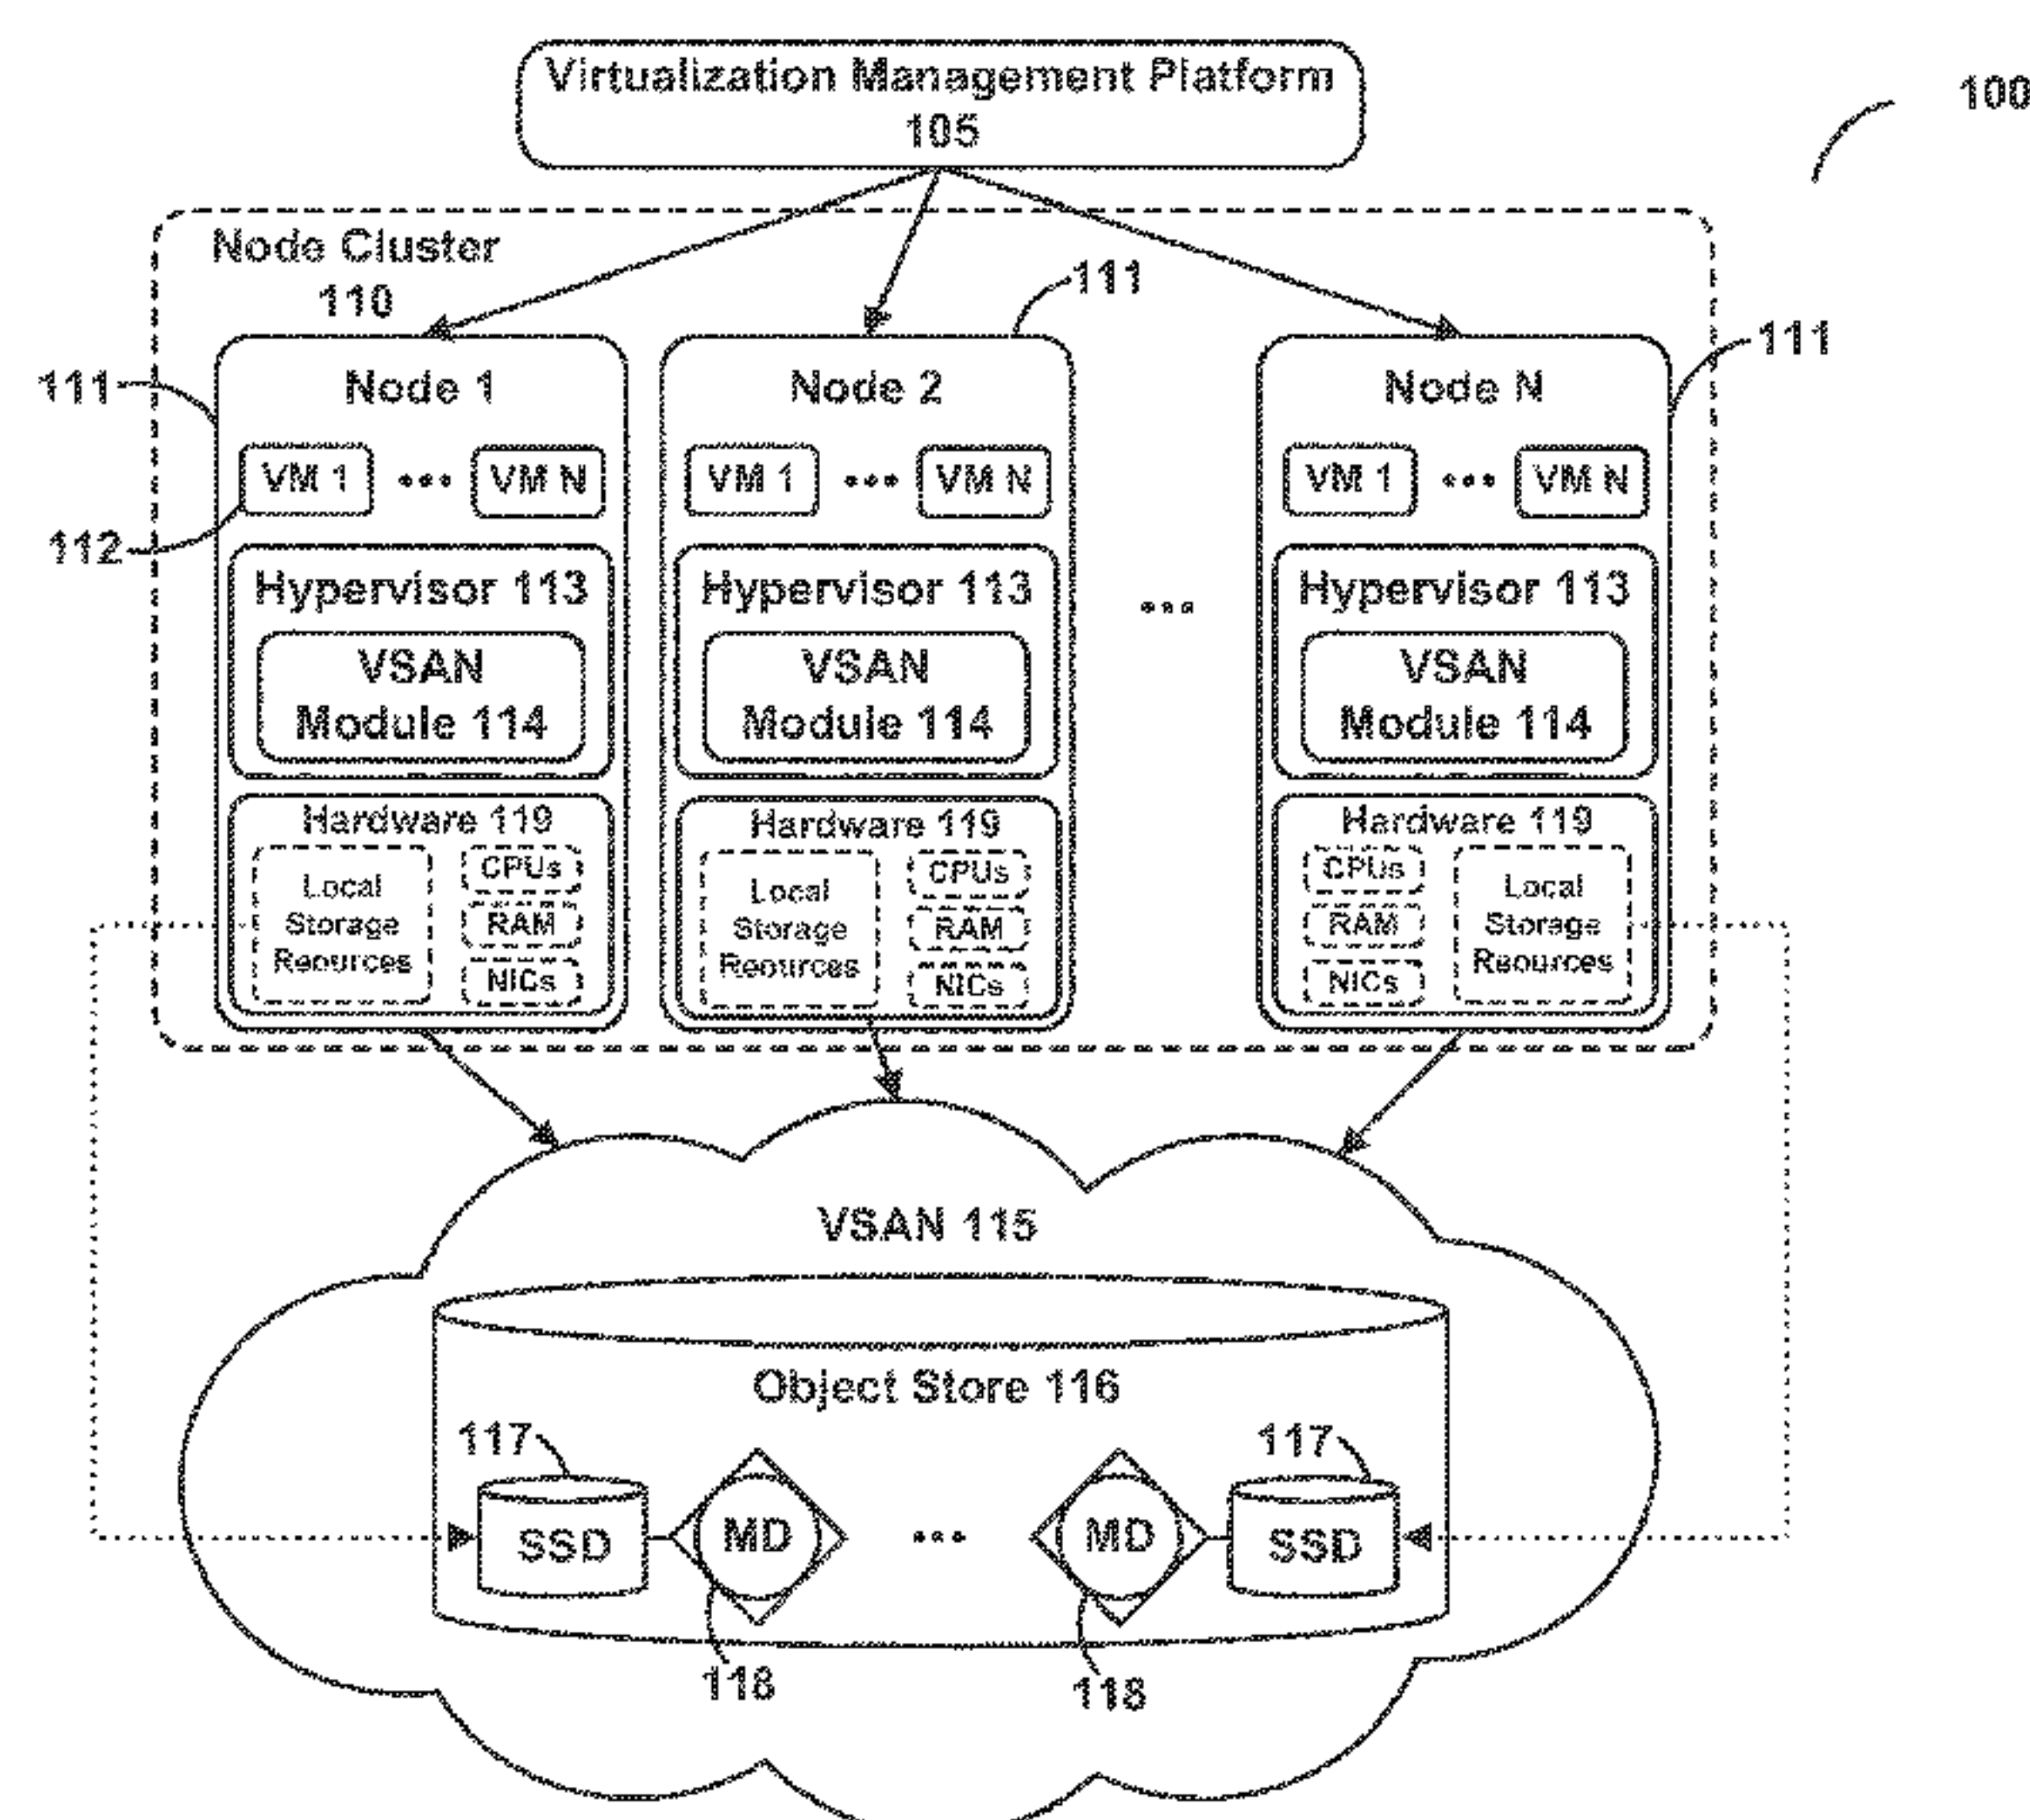 Virtualization Management Platform
105
100
Node Cluster
110
111
111
111
Node 1
Node 2
Node N
VM 1 ••• VM N
VM 1 ••• VM N
VM 1 ••• VM N
112
Hypervisor 113
Hypervisor 113
Hypervisor 113
•••
VSAN
Module 114
VSAN
Module 114
VSAN
Module 114
Hardware 119
Local
Storage
Reources
CPUs
RAM
NICs
Hardware 119
Local
Storage
Reources
CPUs
RAM
NICs
Hardware 119
CPUs
RAM
NICs
Local
Storage
Reources
VSAN 115
Object Store 116
117
117
SSD
MD
•••
MD
SSD
118
118